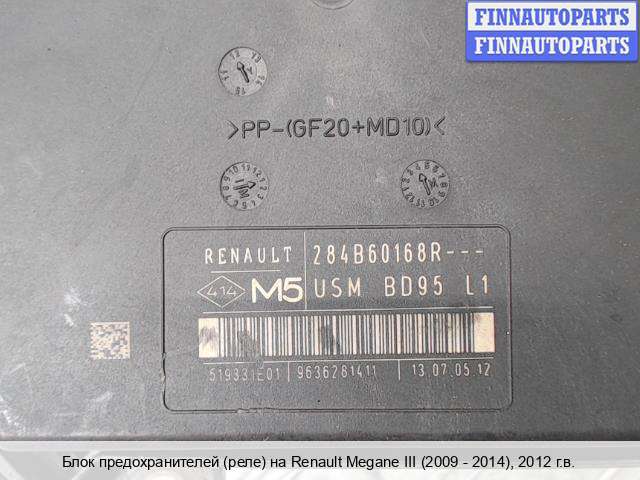 FINNAUTOPARTS
FINNAUTOPARTS
>PP-(GF20+MD10)<
RENAULT 284B60168R---
414 M5 USM BD95 L1
519331E01 9636281411 13.07.05.12
Блок предохранителей (реле) на Renault Megane III (2009 - 2014), 2012 г.в.